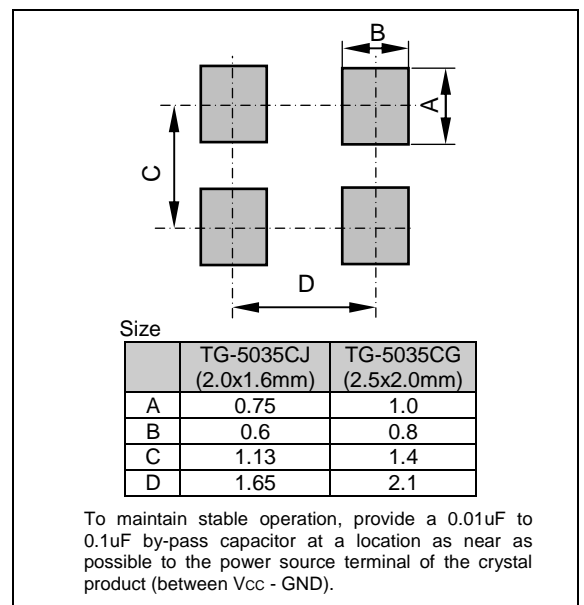 B
A
C
D
Size
TG-5035CJ TG-5035CG
(2.0x1.6mm) (2.5x2.0mm)
A 0.75 1.0
B 0.6 0.8
C 1.13 1.4
D 1.65 2.1
To maintain stable operation, provide a 0.01uF to
0.1uF by-pass capacitor at a location as near as
possible to the power source terminal of the crystal
product (between Vcc - GND).